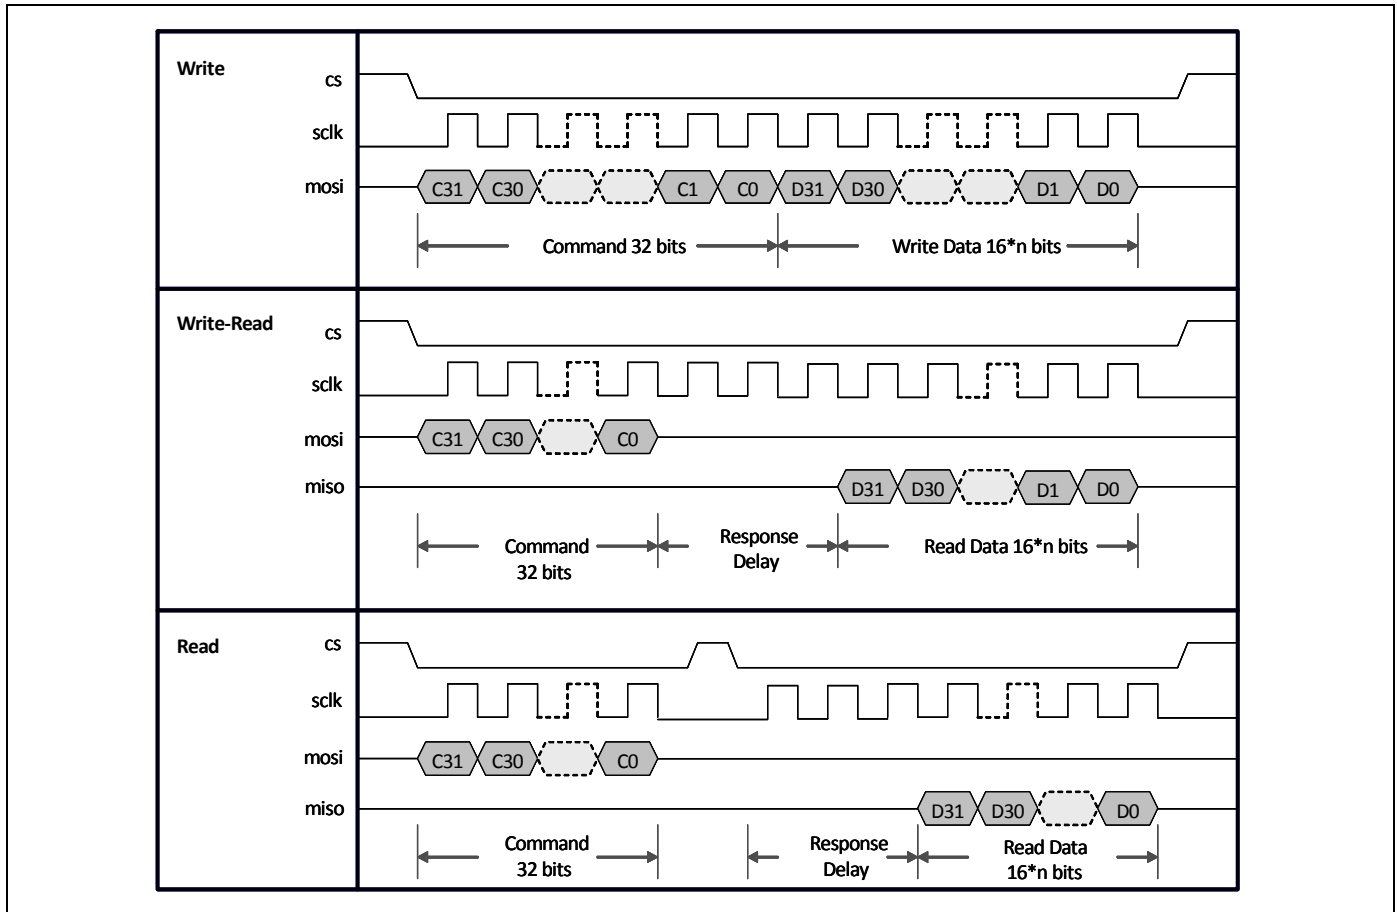 Write
cs
sclk
mosi
C31 C30 C1 C0 D31 D30 D1 D0
Command 32 bits
Write Data 16*n bits
Write-Read
cs
sclk
mosi
C31 C30 C0
miso
D31 D30 D1 D0
Command
32 bits
Response
Delay
Read Data 16*n bits
Read
cs
sclk
mosi
C31 C30 C0
miso
D31 D30 D0
Command
32 bits
Response
Delay
Read Data
16*n bits